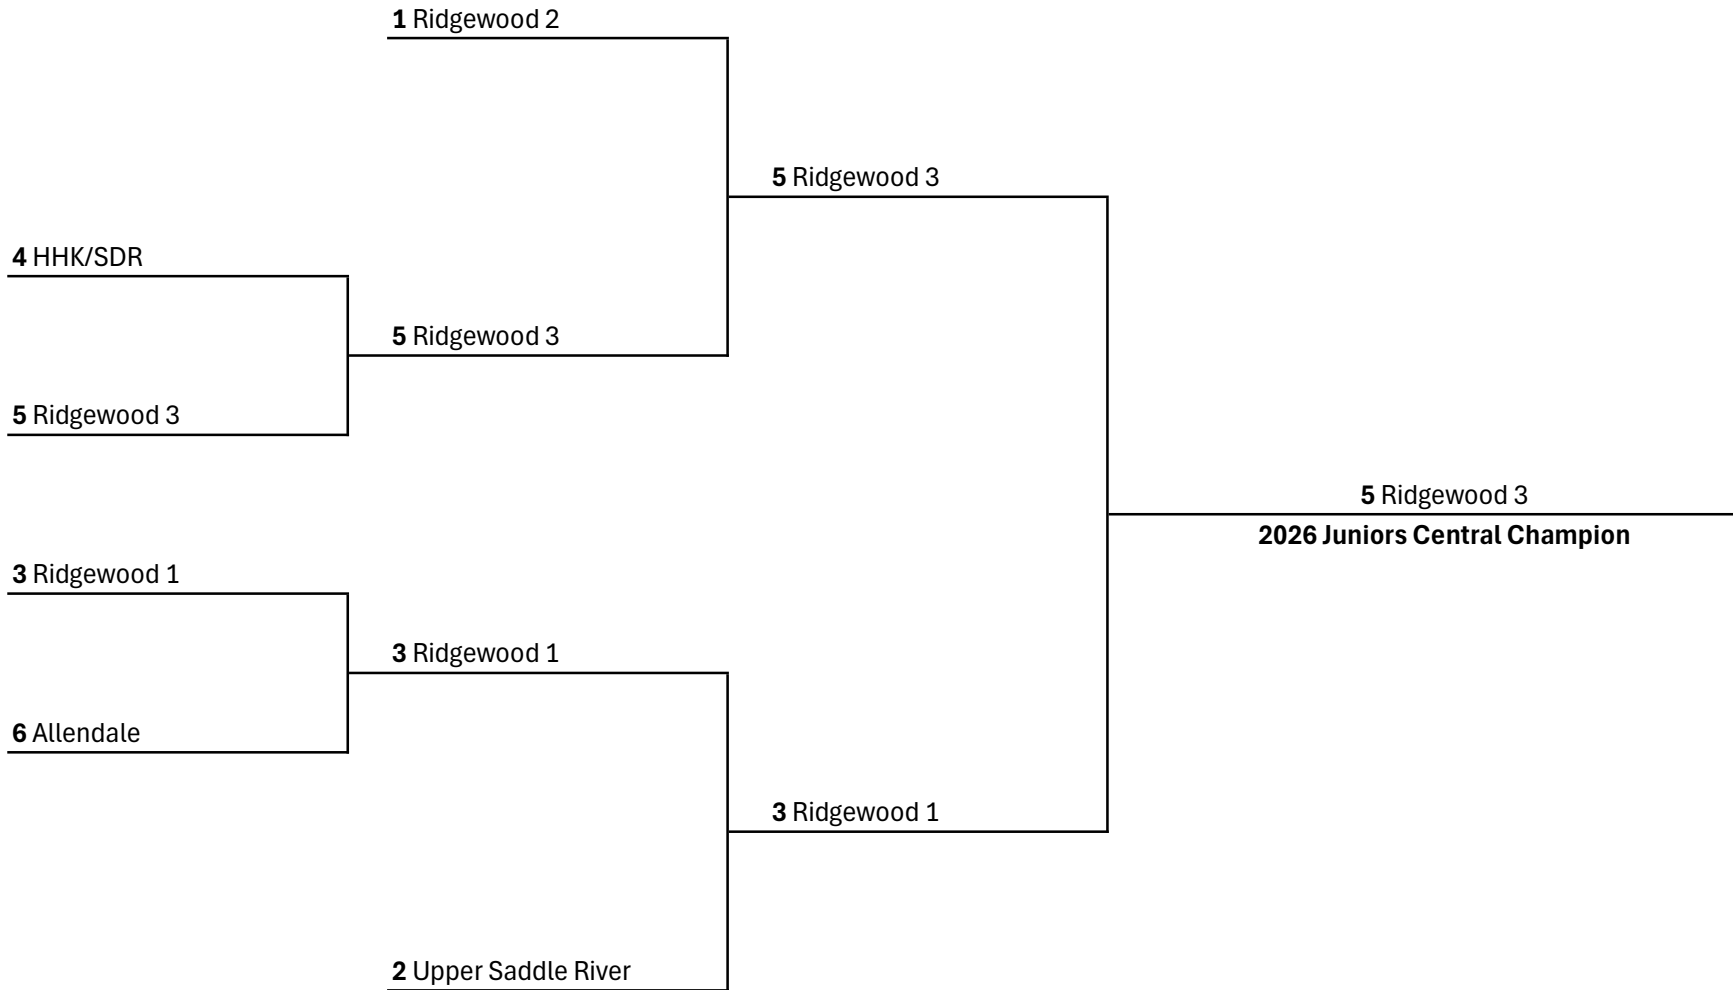 1 Ridgewood 2
5 Ridgewood 3
4 HHK/SDR
5 Ridgewood 3
5 Ridgewood 3
5 Ridgewood 3
2026 Juniors Central Champion
3 Ridgewood 1
3 Ridgewood 1
6 Allendale
3 Ridgewood 1
2 Upper Saddle River